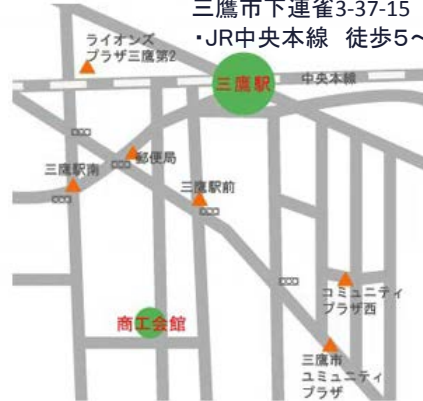 三鷹市下連雀3-37-15
・JR中央本線 徒歩5～
ライオンズ
プラザ三鷹第2
三鷹駅
中央本線
郵便局
三鷹駅南
三鷹駅前
コミュニティ
プラザ西
商工会館
三鷹市
ユミュニティ
プラザ